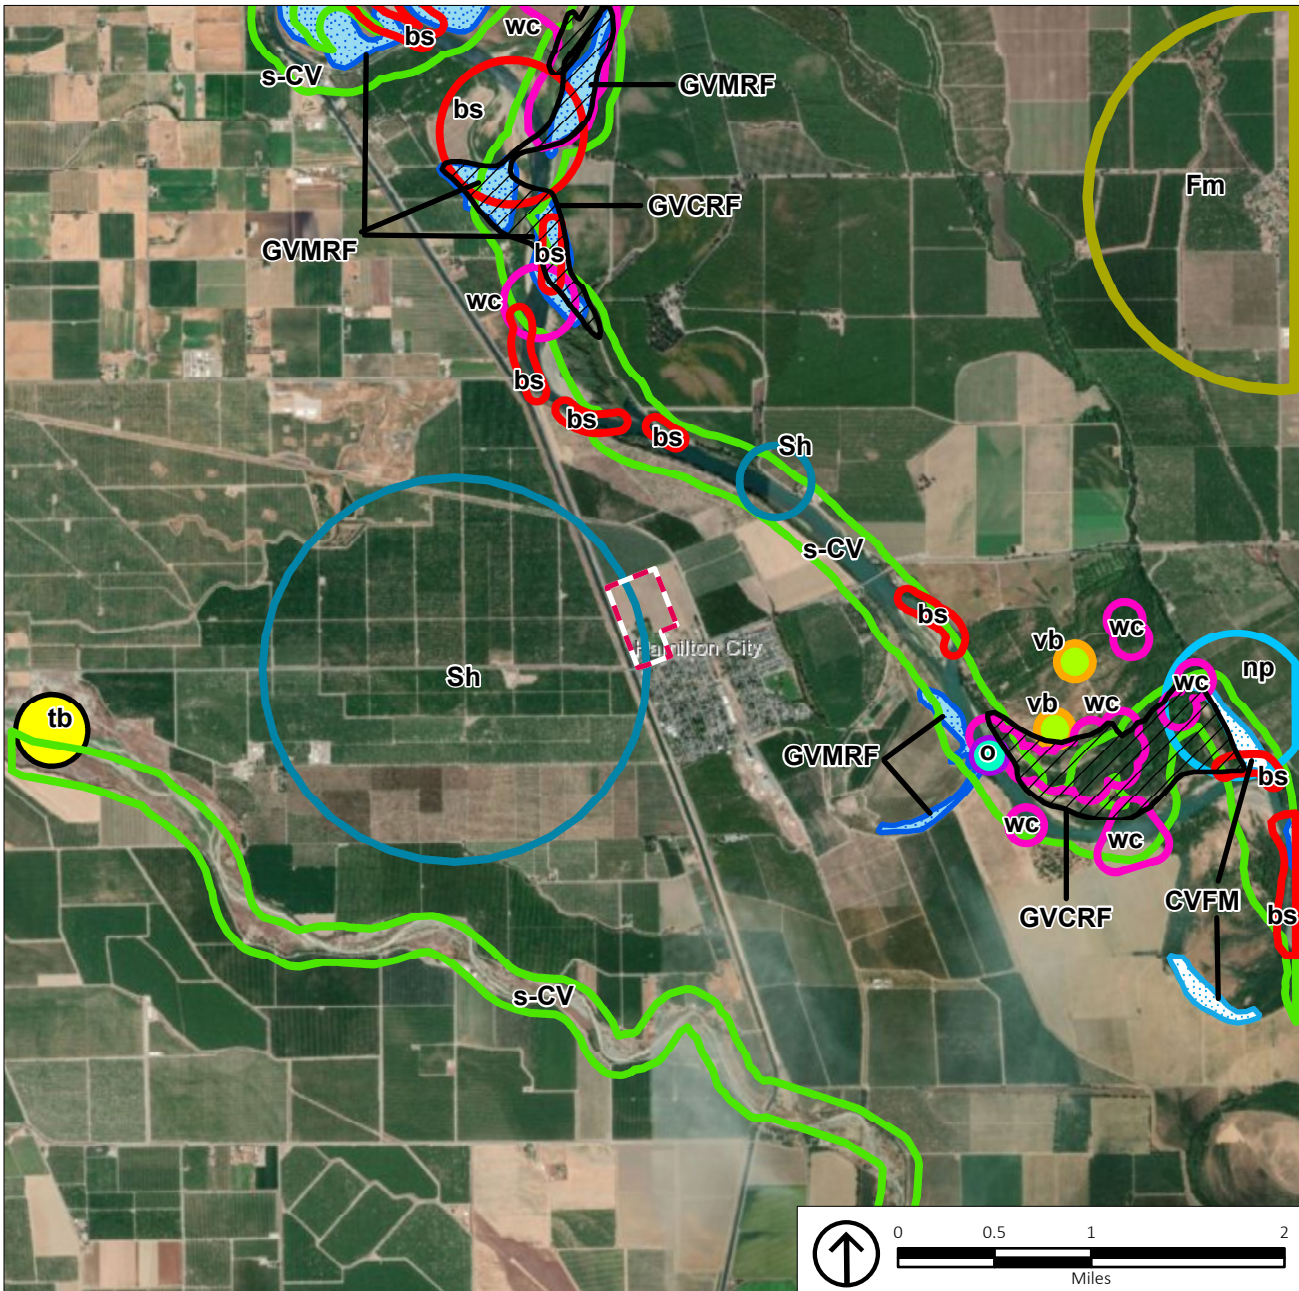 wc
bs
s-CV
GVMRF
bs
Fm
GVCRF
GVMRF
bs
wc
bs
bs
bs
Sh
s-CV
bs
wc
vb
Hamilton City
np
Sh
wc
vb
wc
tb
GVMRF
o
bs
wc
wc
CVFM
GVCRF
bs
s-CV
0 0.5 1 2
Miles